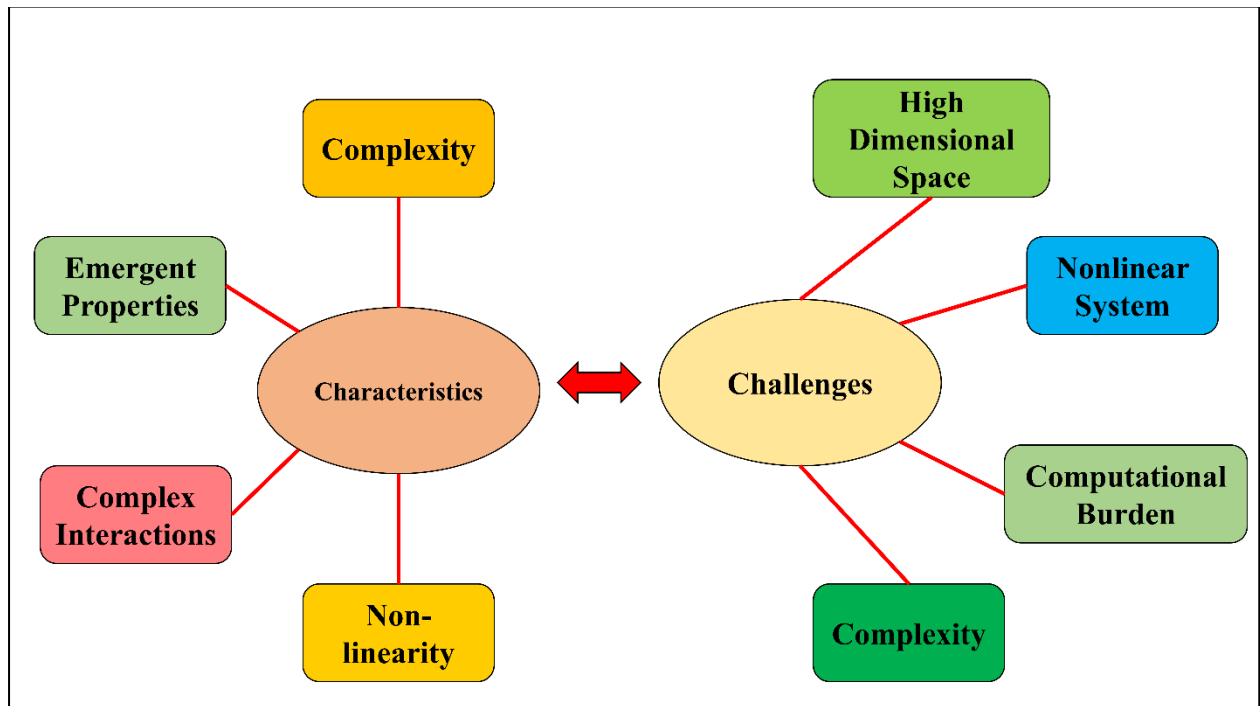 Complexity
Emergent
Properties
Characteristics
Complex
Interactions
Non-
linearity
High
Dimensional
Space
Nonlinear
System
Challenges
Computational
Burden
Complexity